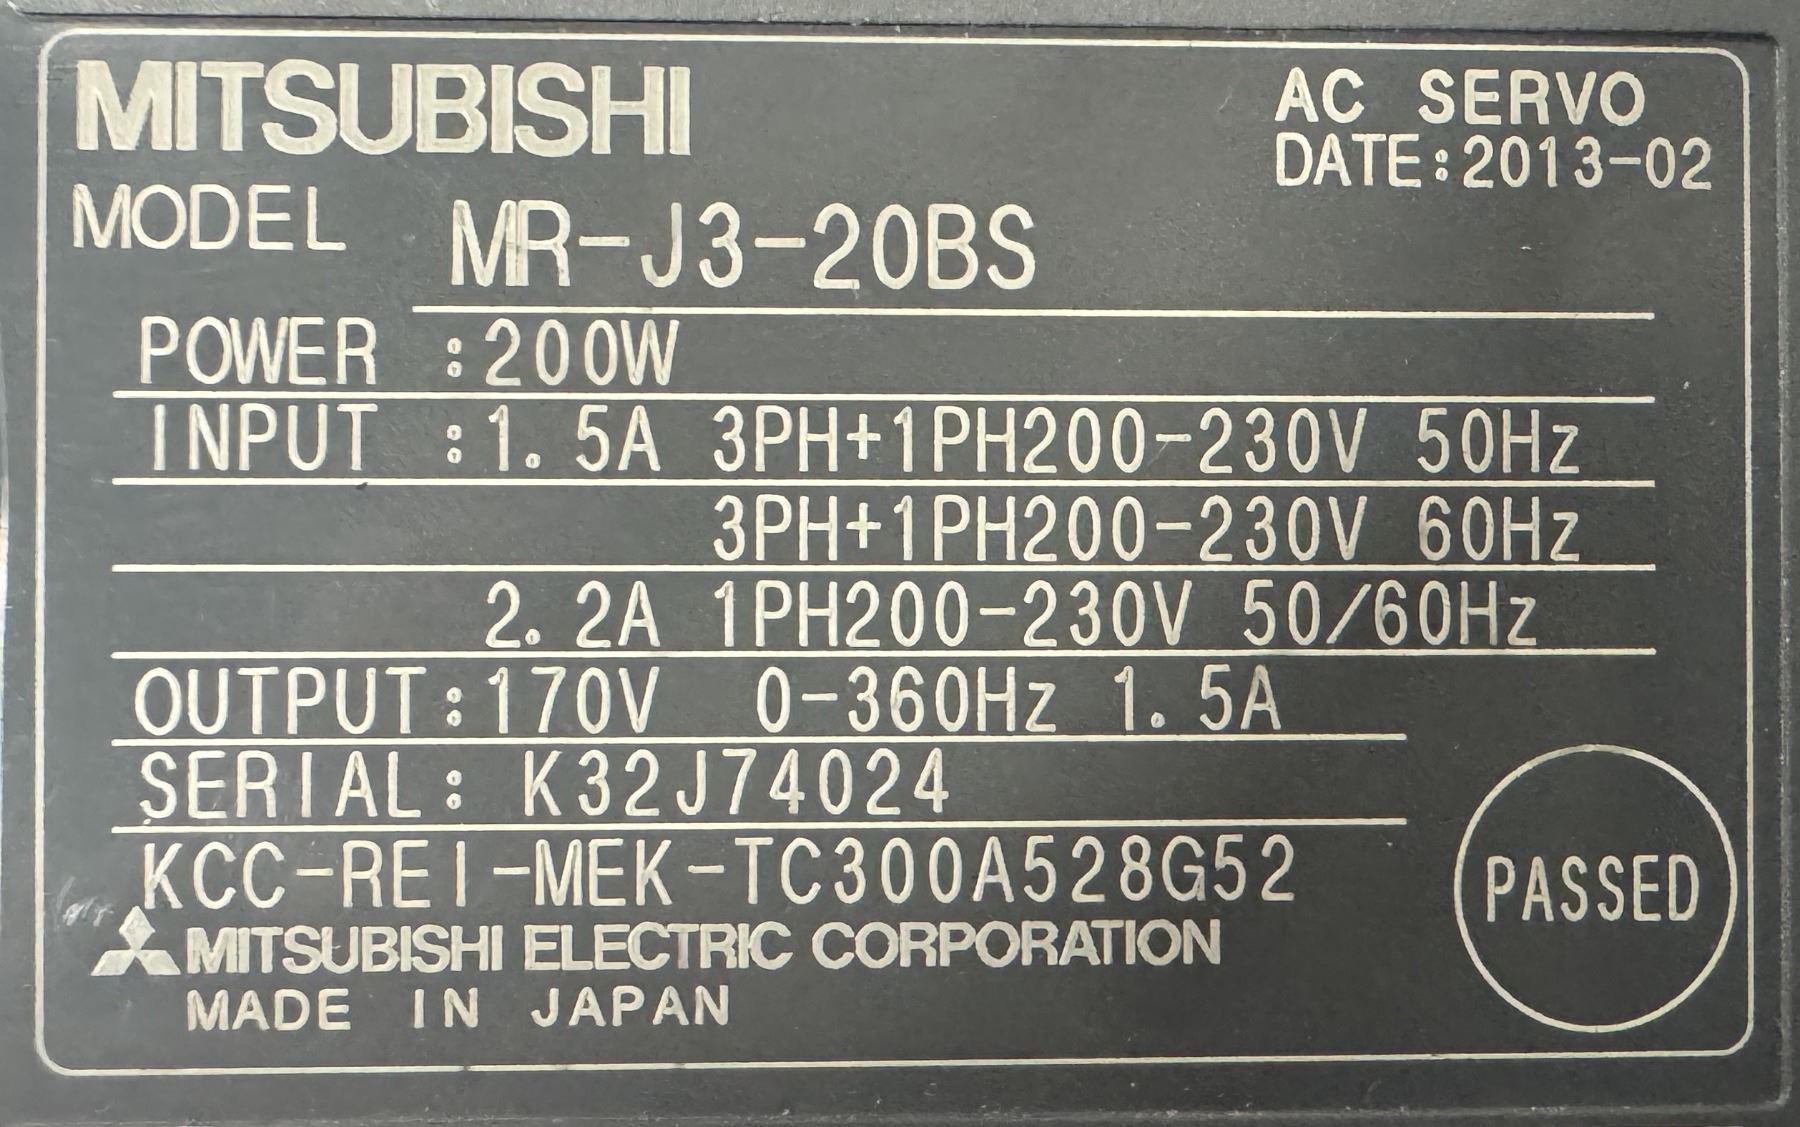 MITSUBISHI
AC SERVO
DATE:2013-02
MODEL MR-J3-20BS
POWER :200W
INPUT :1.5A 3PH+1PH200-230V 50Hz
3PH+1PH200-230V 60Hz
2.2A 1PH200-230V 50/60Hz
OUTPUT:170V 0-360Hz 1.5A
SERIAL: K32J74024
KCC-REI-MEK-TC300A528G52
PASSED
MITSUBISHI ELECTRIC CORPORATION
MADE IN JAPAN